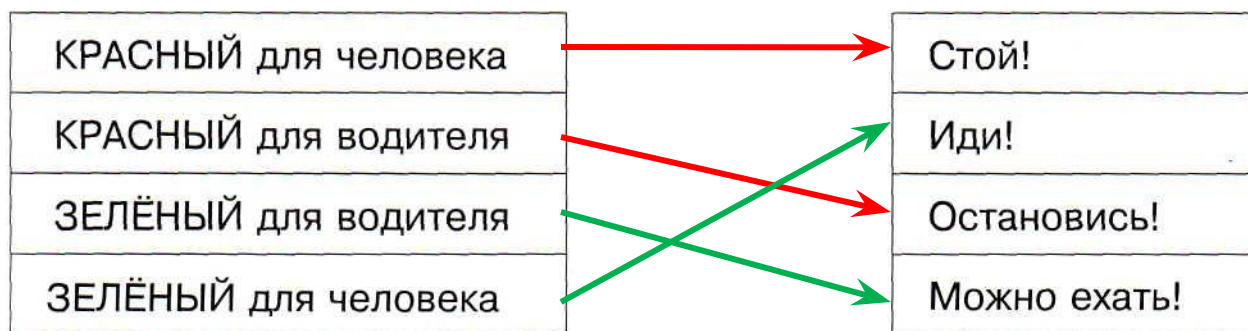 КРАСНЫЙ для человека
Стой!
КРАСНЫЙ для водителя
Иди!
ЗЕЛЁНЫЙ для водителя
Остановись!
ЗЕЛЁНЫЙ для человека
Можно ехать!